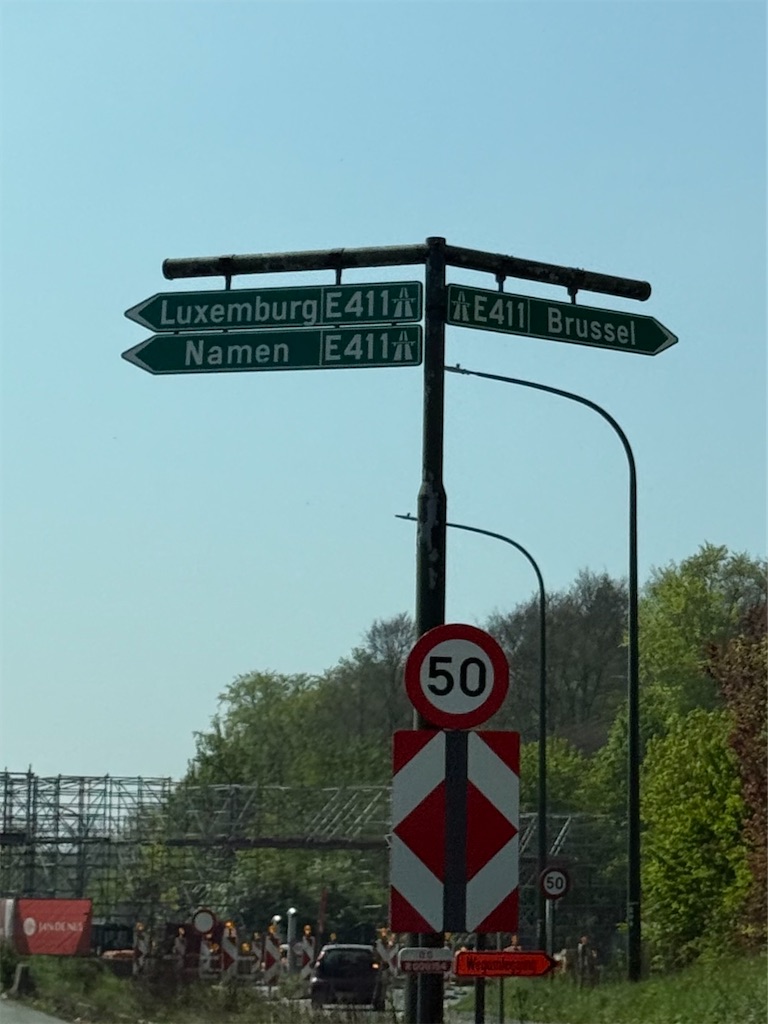 Luxemburg E411
Namen E411
E411 Brussel
50
50
JAN DE NUL